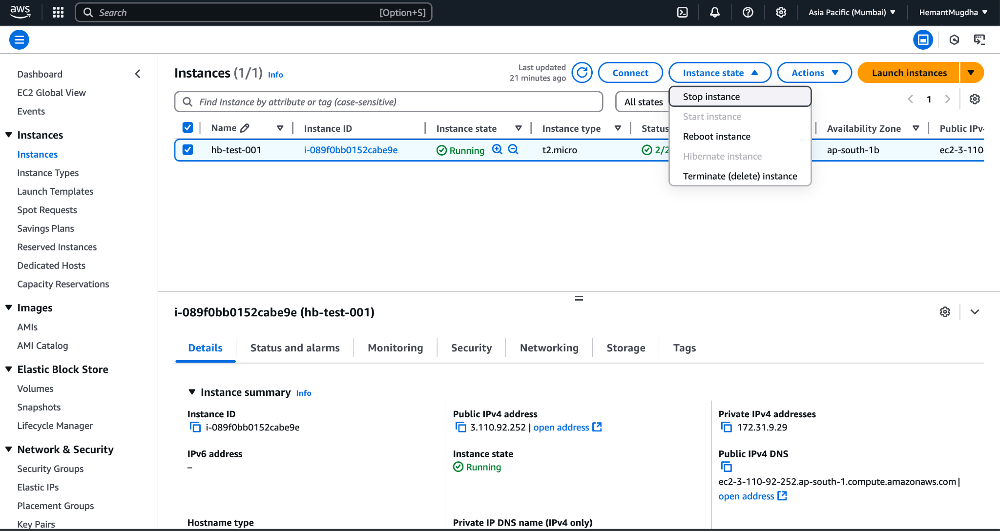 aws
Search [Option+S]
Asia Pacific (Mumbai)
HemantMugdha
Dashboard
EC2 Global View
Events
Instances
Instances
Instance Types
Launch Templates
Spot Requests
Savings Plans
Reserved Instances
Dedicated Hosts
Capacity Reservations
Images
AMIs
AMI Catalog
Elastic Block Store
Volumes
Snapshots
Lifecycle Manager
Network & Security
Security Groups
Elastic IPs
Placement Groups
Key Pairs
Instances (1/1) Info
Last updated
21 minutes ago
Connect
Instance state
Actions
Launch instances
Find Instance by attribute or tag (case-sensitive)
All states
1
Stop instance
Start instance
Reboot instance
Hibernate instance
Terminate (delete) instance
Name Instance ID Instance state Instance type Status Availability Zone Public IPv4
hb-test-001 i-089f0bb0152cabe9e Running t2.micro 2/2 ap-south-1b ec2-3-110-
i-089f0bb0152cabe9e (hb-test-001)
Details Status and alarms Monitoring Security Networking Storage Tags
Instance summary Info
Instance ID
i-089f0bb0152cabe9e
Public IPv4 address
3.110.92.252 | open address
Private IPv4 addresses
172.31.9.29
IPv6 address
–
Instance state
Running
Public IPv4 DNS
ec2-3-110-92-252.ap-south-1.compute.amazonaws.com |
open address
Hostname type
Private IP DNS name (IPv4 only)